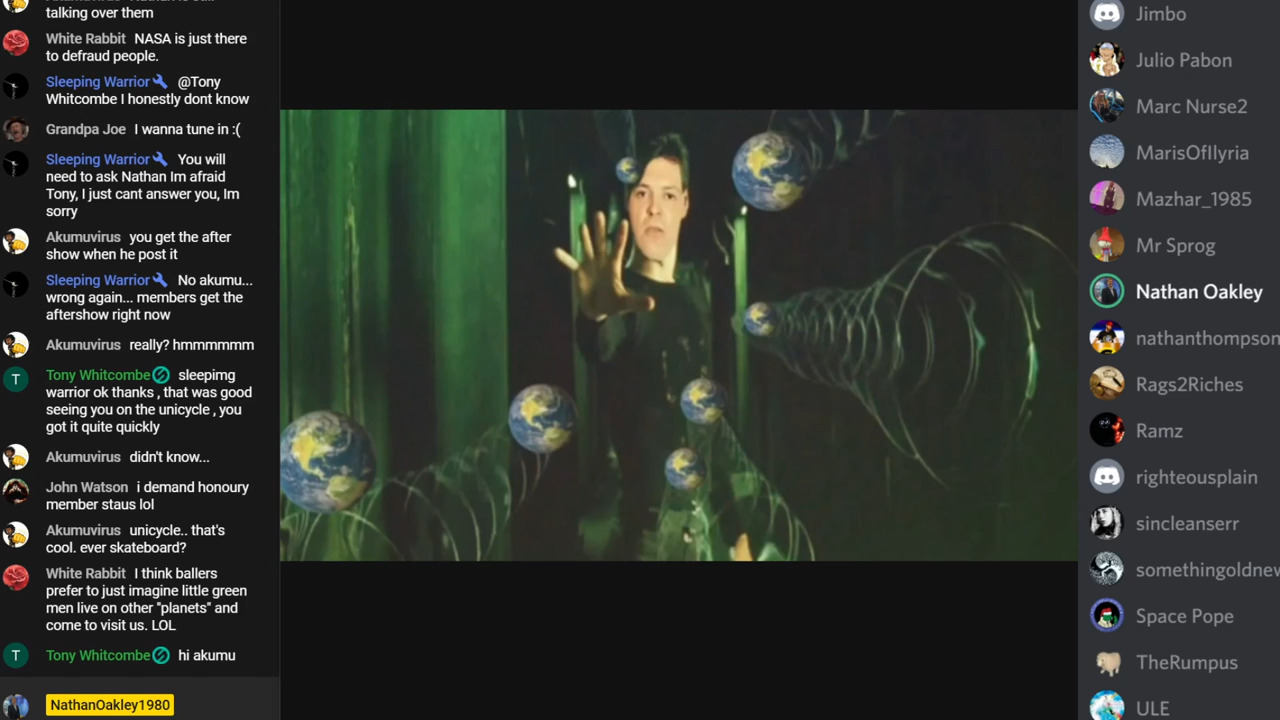 talking over them
White Rabbit NASA is just there
to defraud people.
Sleeping Warrior @Tony
Whitcombe I honestly dont know
Grandpa Joe I wanna tune in :(
Sleeping Warrior You will
need to ask Nathan Im afraid
Tony, I just cant answer you, Im
sorry
Akumuvirus you get the after
show when he post it
Sleeping Warrior No akumu...
wrong again... members get the
aftershow right now
Akumuvirus really? hmmmmmm
T Tony Whitcombe sleepimg
warrior ok thanks , that was good
seeing you on the unicycle , you
got it quite quickly
Akumuvirus didn't know...
John Watson i demand honoury
member staus lol
Akumuvirus unicycle.. that's
cool. ever skateboard?
White Rabbit I think ballers
prefer to just imagine little green
men live on other "planets" and
come to visit us. LOL
T Tony Whitcombe hi akumu
NathanOakley1980
Jimbo
Julio Pabon
Marc Nurse2
MarisOfIlyria
Mazhar_1985
Mr Sprog
Nathan Oakley
nathanthompson
Rags2Riches
Ramz
righteousplain
sincleanserr
somethingoldnew
Space Pope
TheRumpus
ULE